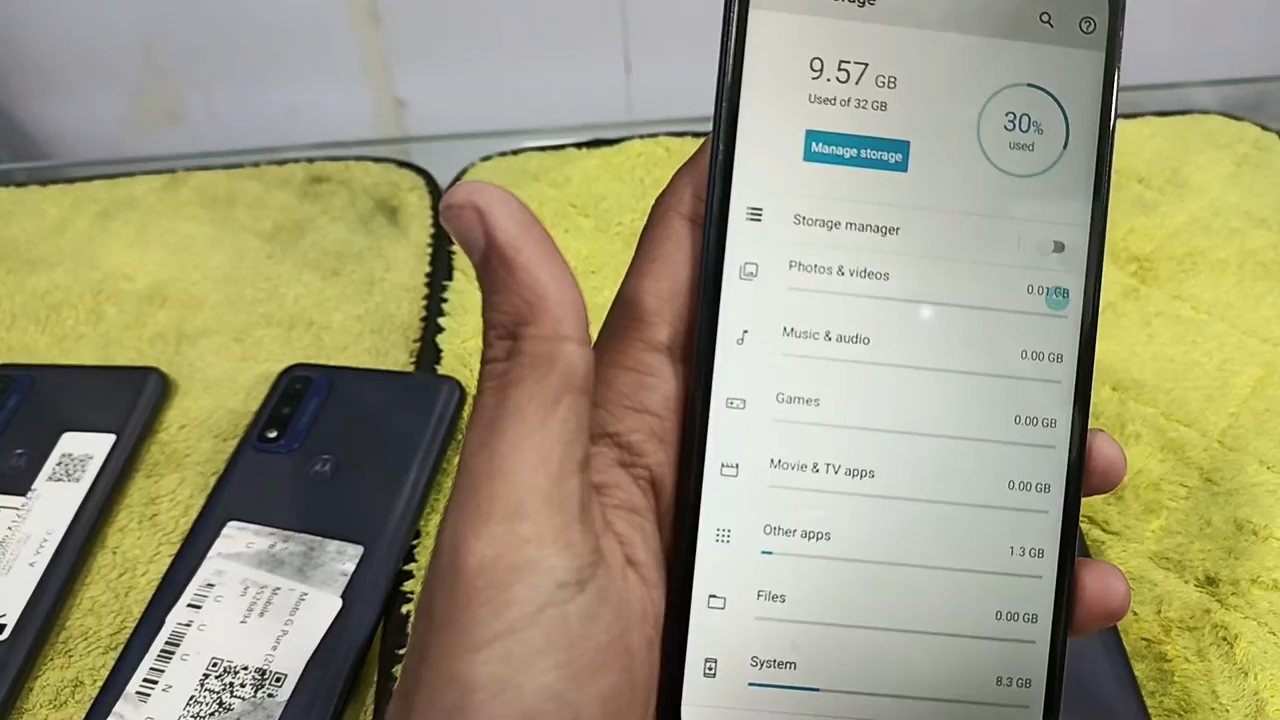 9.57 GB
Used of 32 GB
30%
used
Manage storage
Storage manager
Photos & videos
0.01 GB
Music & audio
0.00 GB
Games
0.00 GB
Movie & TV apps
0.00 GB
Other apps
1.3 GB
Files
0.00 GB
System
8.3 GB
Moto G Pure (20
Mobile
U
U
U
N